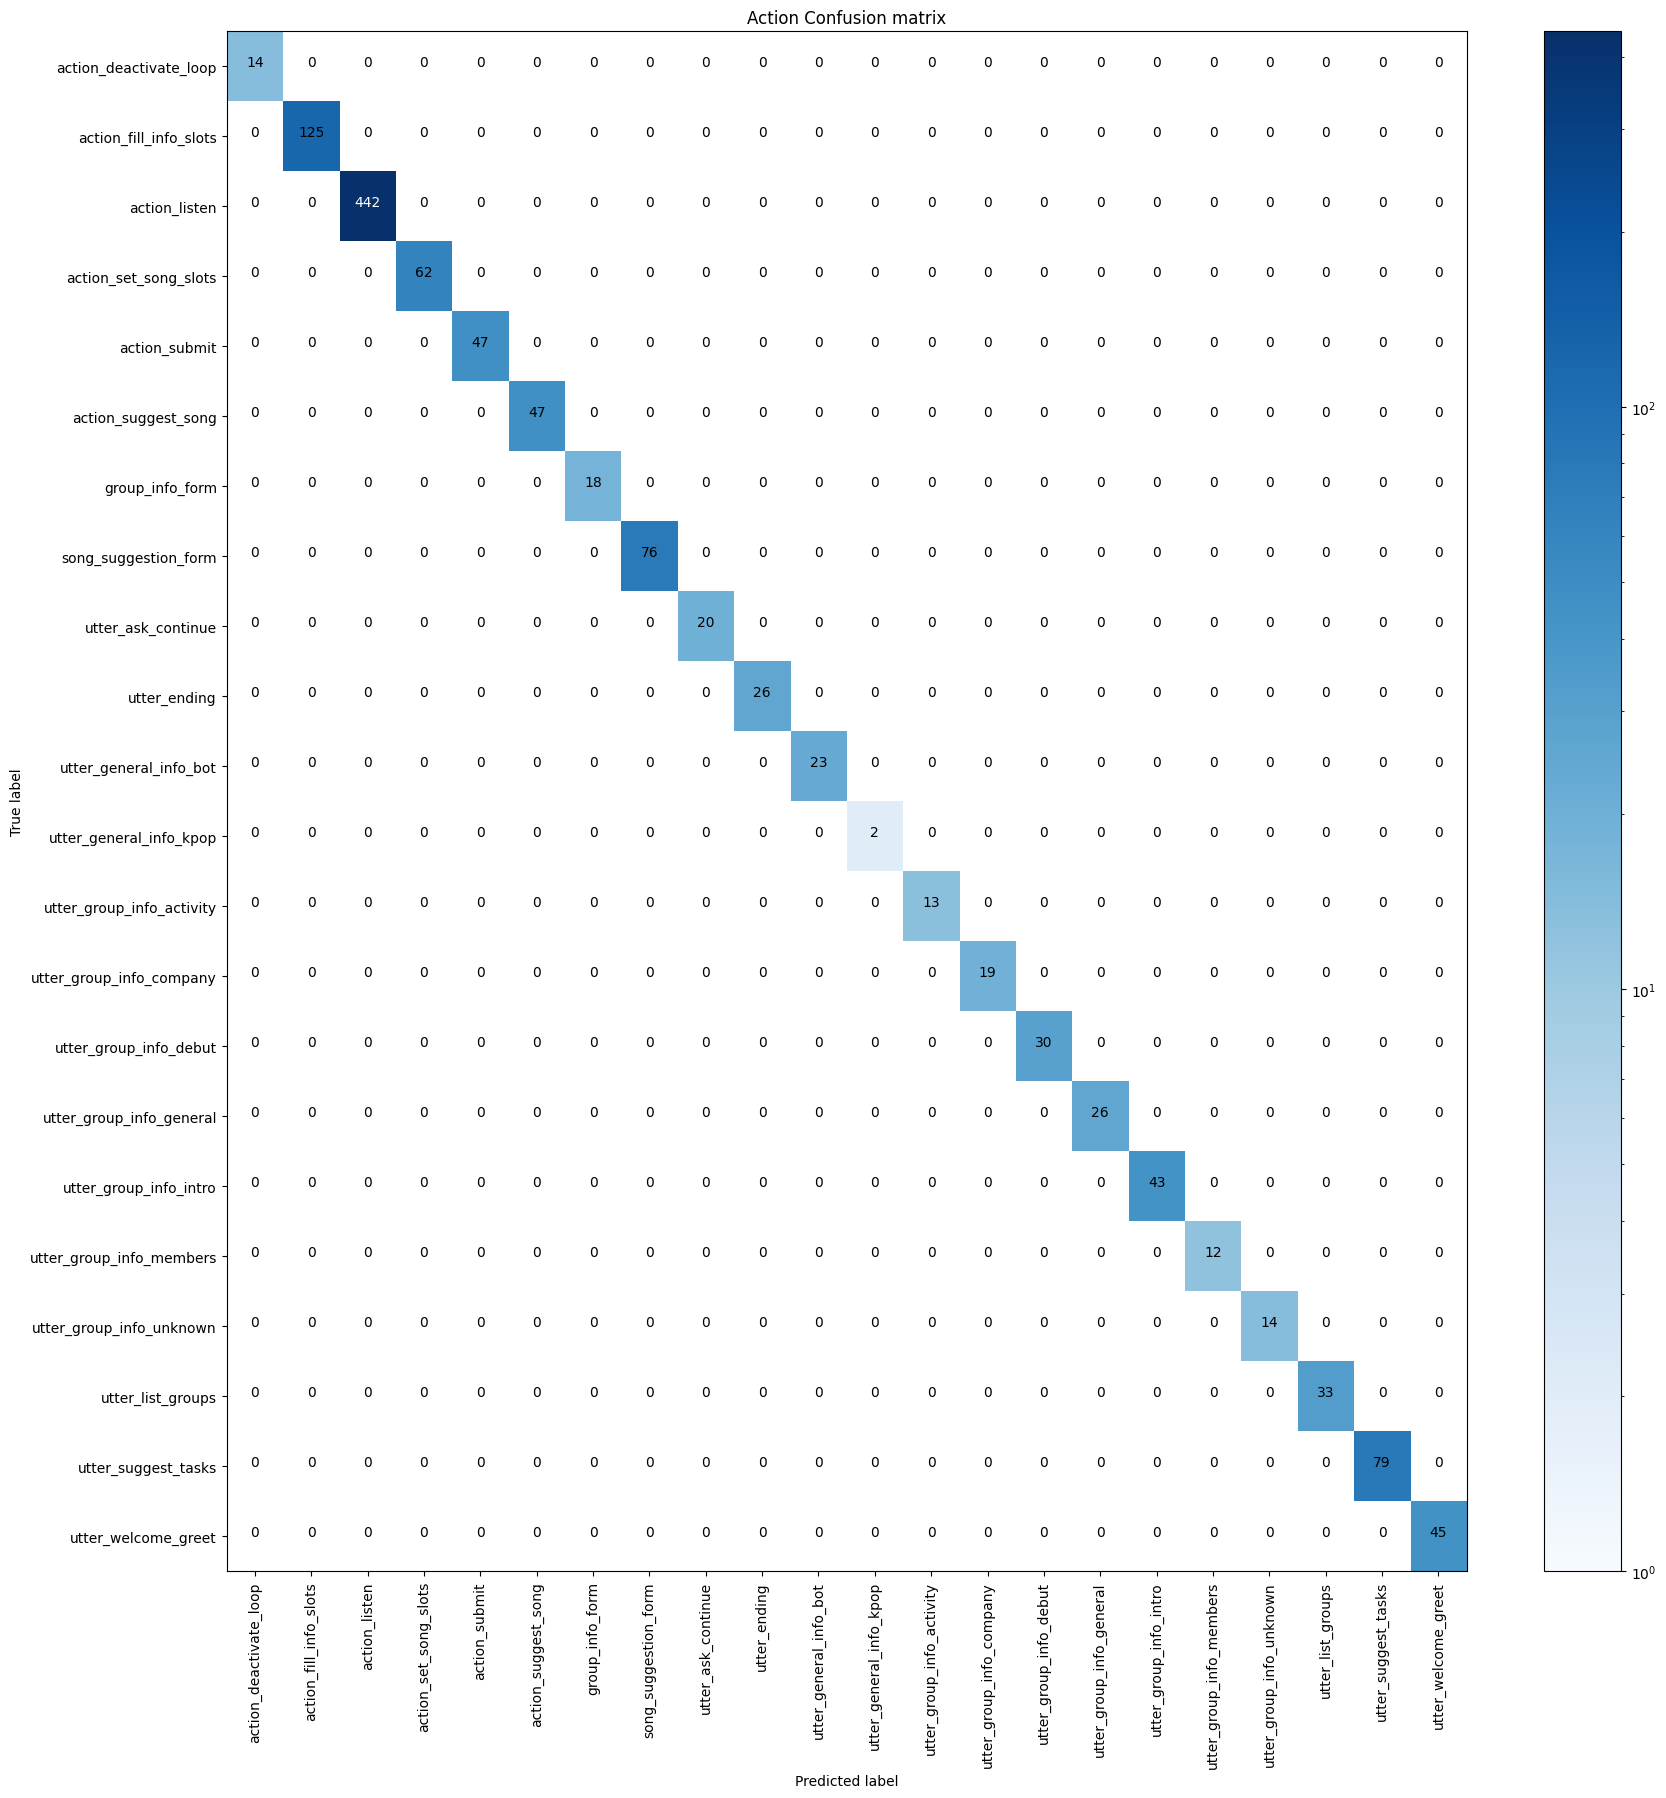 Action Confusion matrix
action_deactivate_loop 14 0 0 0 0 0 0 0 0 0 0 0 0 0 0 0 0 0 0 0 0 0
action_fill_info_slots 0 125 0 0 0 0 0 0 0 0 0 0 0 0 0 0 0 0 0 0 0 0
action_listen 0 0 442 0 0 0 0 0 0 0 0 0 0 0 0 0 0 0 0 0 0 0
action_set_song_slots 0 0 0 62 0 0 0 0 0 0 0 0 0 0 0 0 0 0 0 0 0 0
action_submit 0 0 0 0 47 0 0 0 0 0 0 0 0 0 0 0 0 0 0 0 0 0
action_suggest_song 0 0 0 0 0 47 0 0 0 0 0 0 0 0 0 0 0 0 0 0 0 0
10²
group_info_form 0 0 0 0 0 0 18 0 0 0 0 0 0 0 0 0 0 0 0 0 0 0
song_suggestion_form 0 0 0 0 0 0 0 76 0 0 0 0 0 0 0 0 0 0 0 0 0 0
utter_ask_continue 0 0 0 0 0 0 0 0 20 0 0 0 0 0 0 0 0 0 0 0 0 0
utter_ending 0 0 0 0 0 0 0 0 0 26 0 0 0 0 0 0 0 0 0 0 0 0
utter_general_info_bot 0 0 0 0 0 0 0 0 0 0 23 0 0 0 0 0 0 0 0 0 0 0
True label
utter_general_info_kpop 0 0 0 0 0 0 0 0 0 0 0 2 0 0 0 0 0 0 0 0 0 0
utter_group_info_activity 0 0 0 0 0 0 0 0 0 0 0 0 13 0 0 0 0 0 0 0 0 0
utter_group_info_company 0 0 0 0 0 0 0 0 0 0 0 0 0 19 0 0 0 0 0 0 0 0
10¹
utter_group_info_debut 0 0 0 0 0 0 0 0 0 0 0 0 0 0 30 0 0 0 0 0 0 0
utter_group_info_general 0 0 0 0 0 0 0 0 0 0 0 0 0 0 0 26 0 0 0 0 0 0
utter_group_info_intro 0 0 0 0 0 0 0 0 0 0 0 0 0 0 0 0 43 0 0 0 0 0
utter_group_info_members 0 0 0 0 0 0 0 0 0 0 0 0 0 0 0 0 0 12 0 0 0 0
utter_group_info_unknown 0 0 0 0 0 0 0 0 0 0 0 0 0 0 0 0 0 0 14 0 0 0
utter_list_groups 0 0 0 0 0 0 0 0 0 0 0 0 0 0 0 0 0 0 0 33 0 0
utter_suggest_tasks 0 0 0 0 0 0 0 0 0 0 0 0 0 0 0 0 0 0 0 0 79 0
utter_welcome_greet 0 0 0 0 0 0 0 0 0 0 0 0 0 0 0 0 0 0 0 0 0 45
10⁰
action_deactivate_loop
action_fill_info_slots
action_listen
action_set_song_slots
action_submit
action_suggest_song
group_info_form
song_suggestion_form
utter_ask_continue
utter_ending
utter_general_info_bot
utter_general_info_kpop
utter_group_info_activity
utter_group_info_company
utter_group_info_debut
utter_group_info_general
utter_group_info_intro
utter_group_info_members
utter_group_info_unknown
utter_list_groups
utter_suggest_tasks
utter_welcome_greet
Predicted label